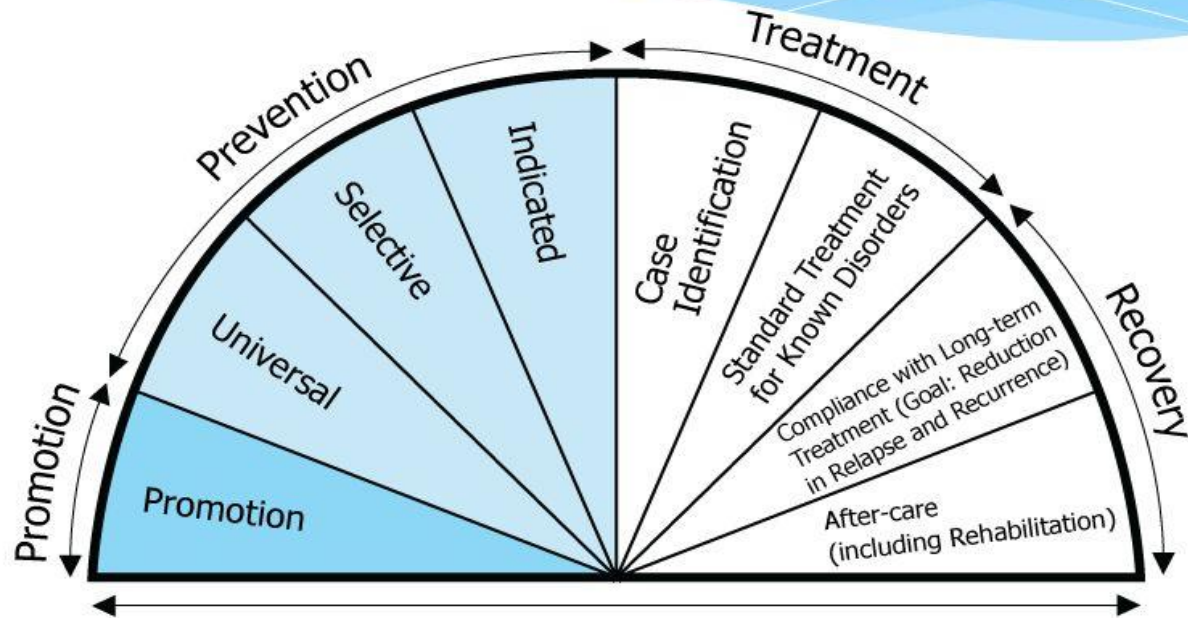 Promotion
Prevention
Treatment
Recovery
Promotion
Universal
Selective
Indicated
Case
Identification
Standard Treatment
for Known Disorders
Compliance with Long-term
Treatment (Goal: Reduction
in Relapse and Recurrence)
After-care
(including Rehabilitation)